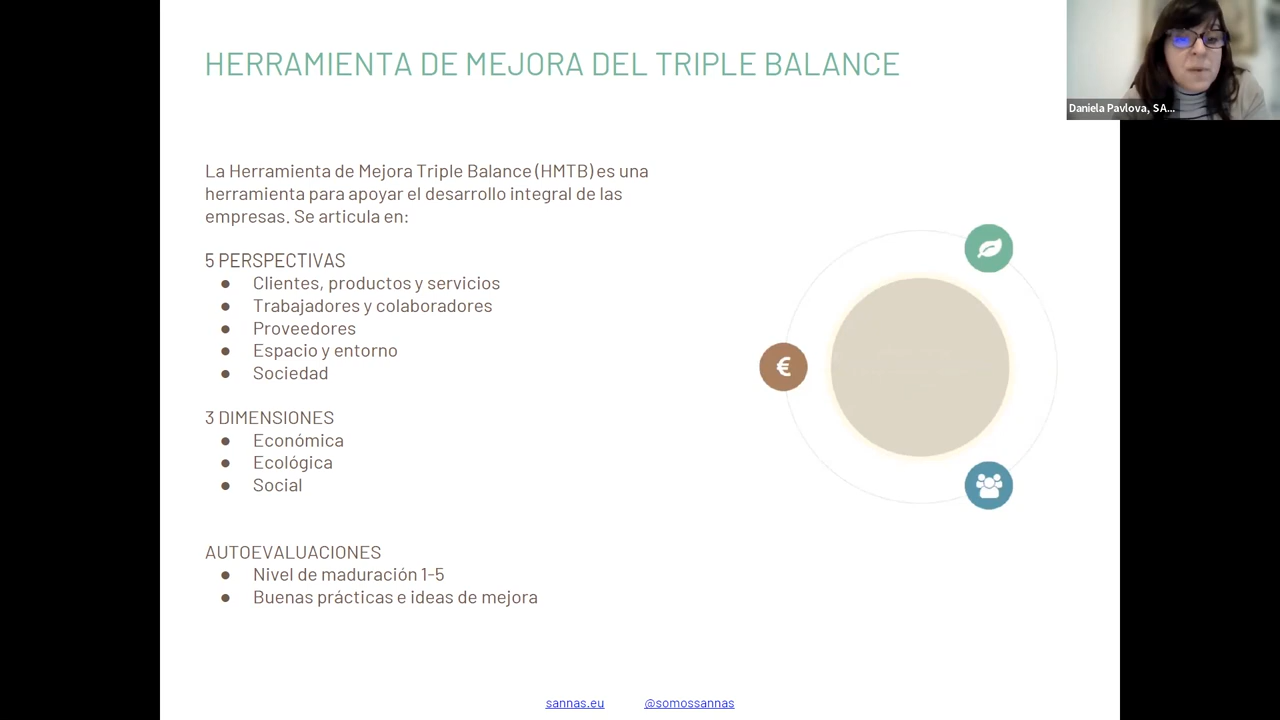 HERRAMIENTA DE MEJORA DEL TRIPLE BALANCE
Daniela Pavlova, SA...
La Herramienta de Mejora Triple Balance (HMTB) es una
herramienta para apoyar el desarrollo integral de las
empresas. Se articula en:
5 PERSPECTIVAS
● Clientes, productos y servicios
● Trabajadores y colaboradores
● Proveedores
● Espacio y entorno
● Sociedad
3 DIMENSIONES
● Económica
● Ecológica
● Social
€
AUTOEVALUACIONES
● Nivel de maduración 1-5
● Buenas prácticas e ideas de mejora
sannas.eu @somossannas